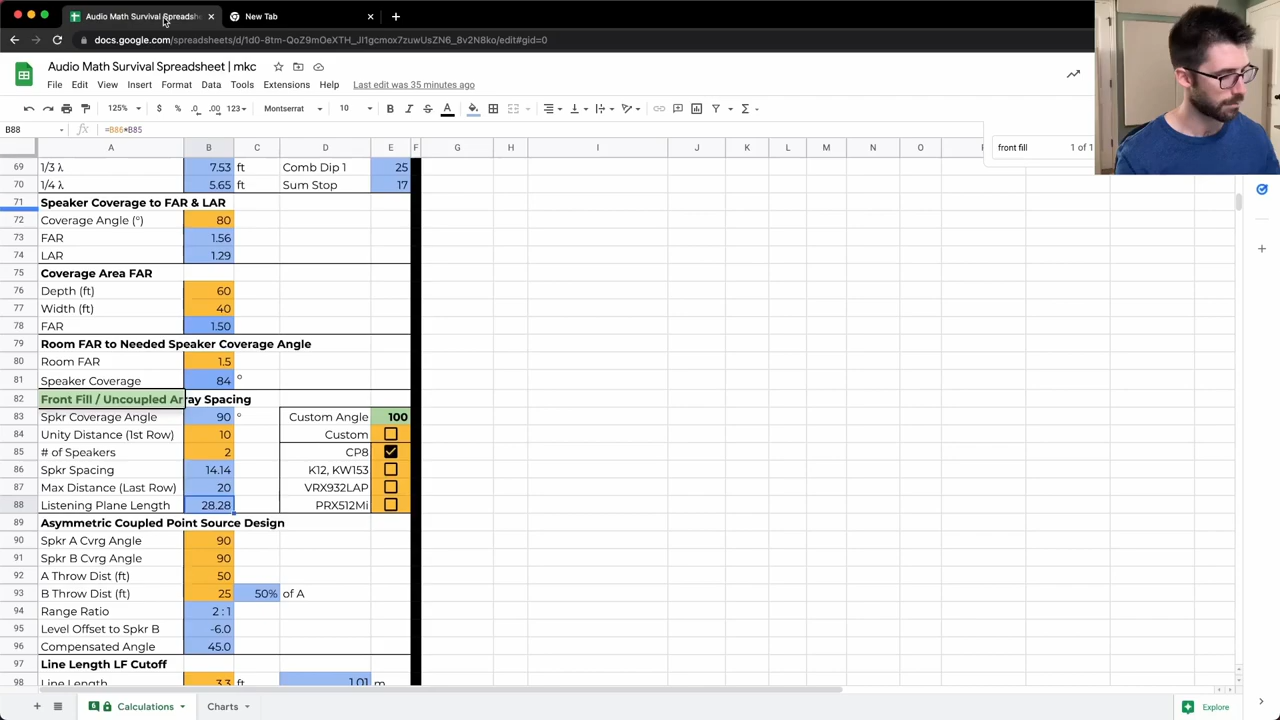 Audio Math Survival Spreadsh
New Tab
docs.google.com/spreadsheets/d/1d0-8tm-QoZ9mOeXTH_JI1gcmox7zuwUsZN6_8v2N8ko/edit#gid=0
Audio Math Survival Spreadsheet | mkc
File Edit View Insert Format Data Tools Extensions Help Last edit was 35 minutes ago
125% $ % .0 .00 123 Montserrat 10 B I S A
B88 fx =B86*B85
front fill 1 of 1
A B C D E F G H I J K L M N O
69 1/3 λ 7.53 ft Comb Dip 1 25
70 1/4 λ 5.65 ft Sum Stop 17
71 Speaker Coverage to FAR & LAR
72 Coverage Angle (°) 80
73 FAR 1.56
74 LAR 1.29
75 Coverage Area FAR
76 Depth (ft) 60
77 Width (ft) 40
78 FAR 1.50
79 Room FAR to Needed Speaker Coverage Angle
80 Room FAR 1.5
81 Speaker Coverage 84 °
82 Front Fill / Uncoupled Array Spacing
83 Spkr Coverage Angle 90 ° Custom Angle 100
84 Unity Distance (1st Row) 10 Custom
85 # of Speakers 2 CP8
86 Spkr Spacing 14.14 K12, KW153
87 Max Distance (Last Row) 20 VRX932LAP
88 Listening Plane Length 28.28 PRX512Mi
89 Asymmetric Coupled Point Source Design
90 Spkr A Cvrg Angle 90
91 Spkr B Cvrg Angle 90
92 A Throw Dist (ft) 50
93 B Throw Dist (ft) 25 50% of A
94 Range Ratio 2 : 1
95 Level Offset to Spkr B -6.0
96 Compensated Angle 45.0
97 Line Length LF Cutoff
98 Line Length 3.3 ft 1.01 m
Calculations Charts Explore